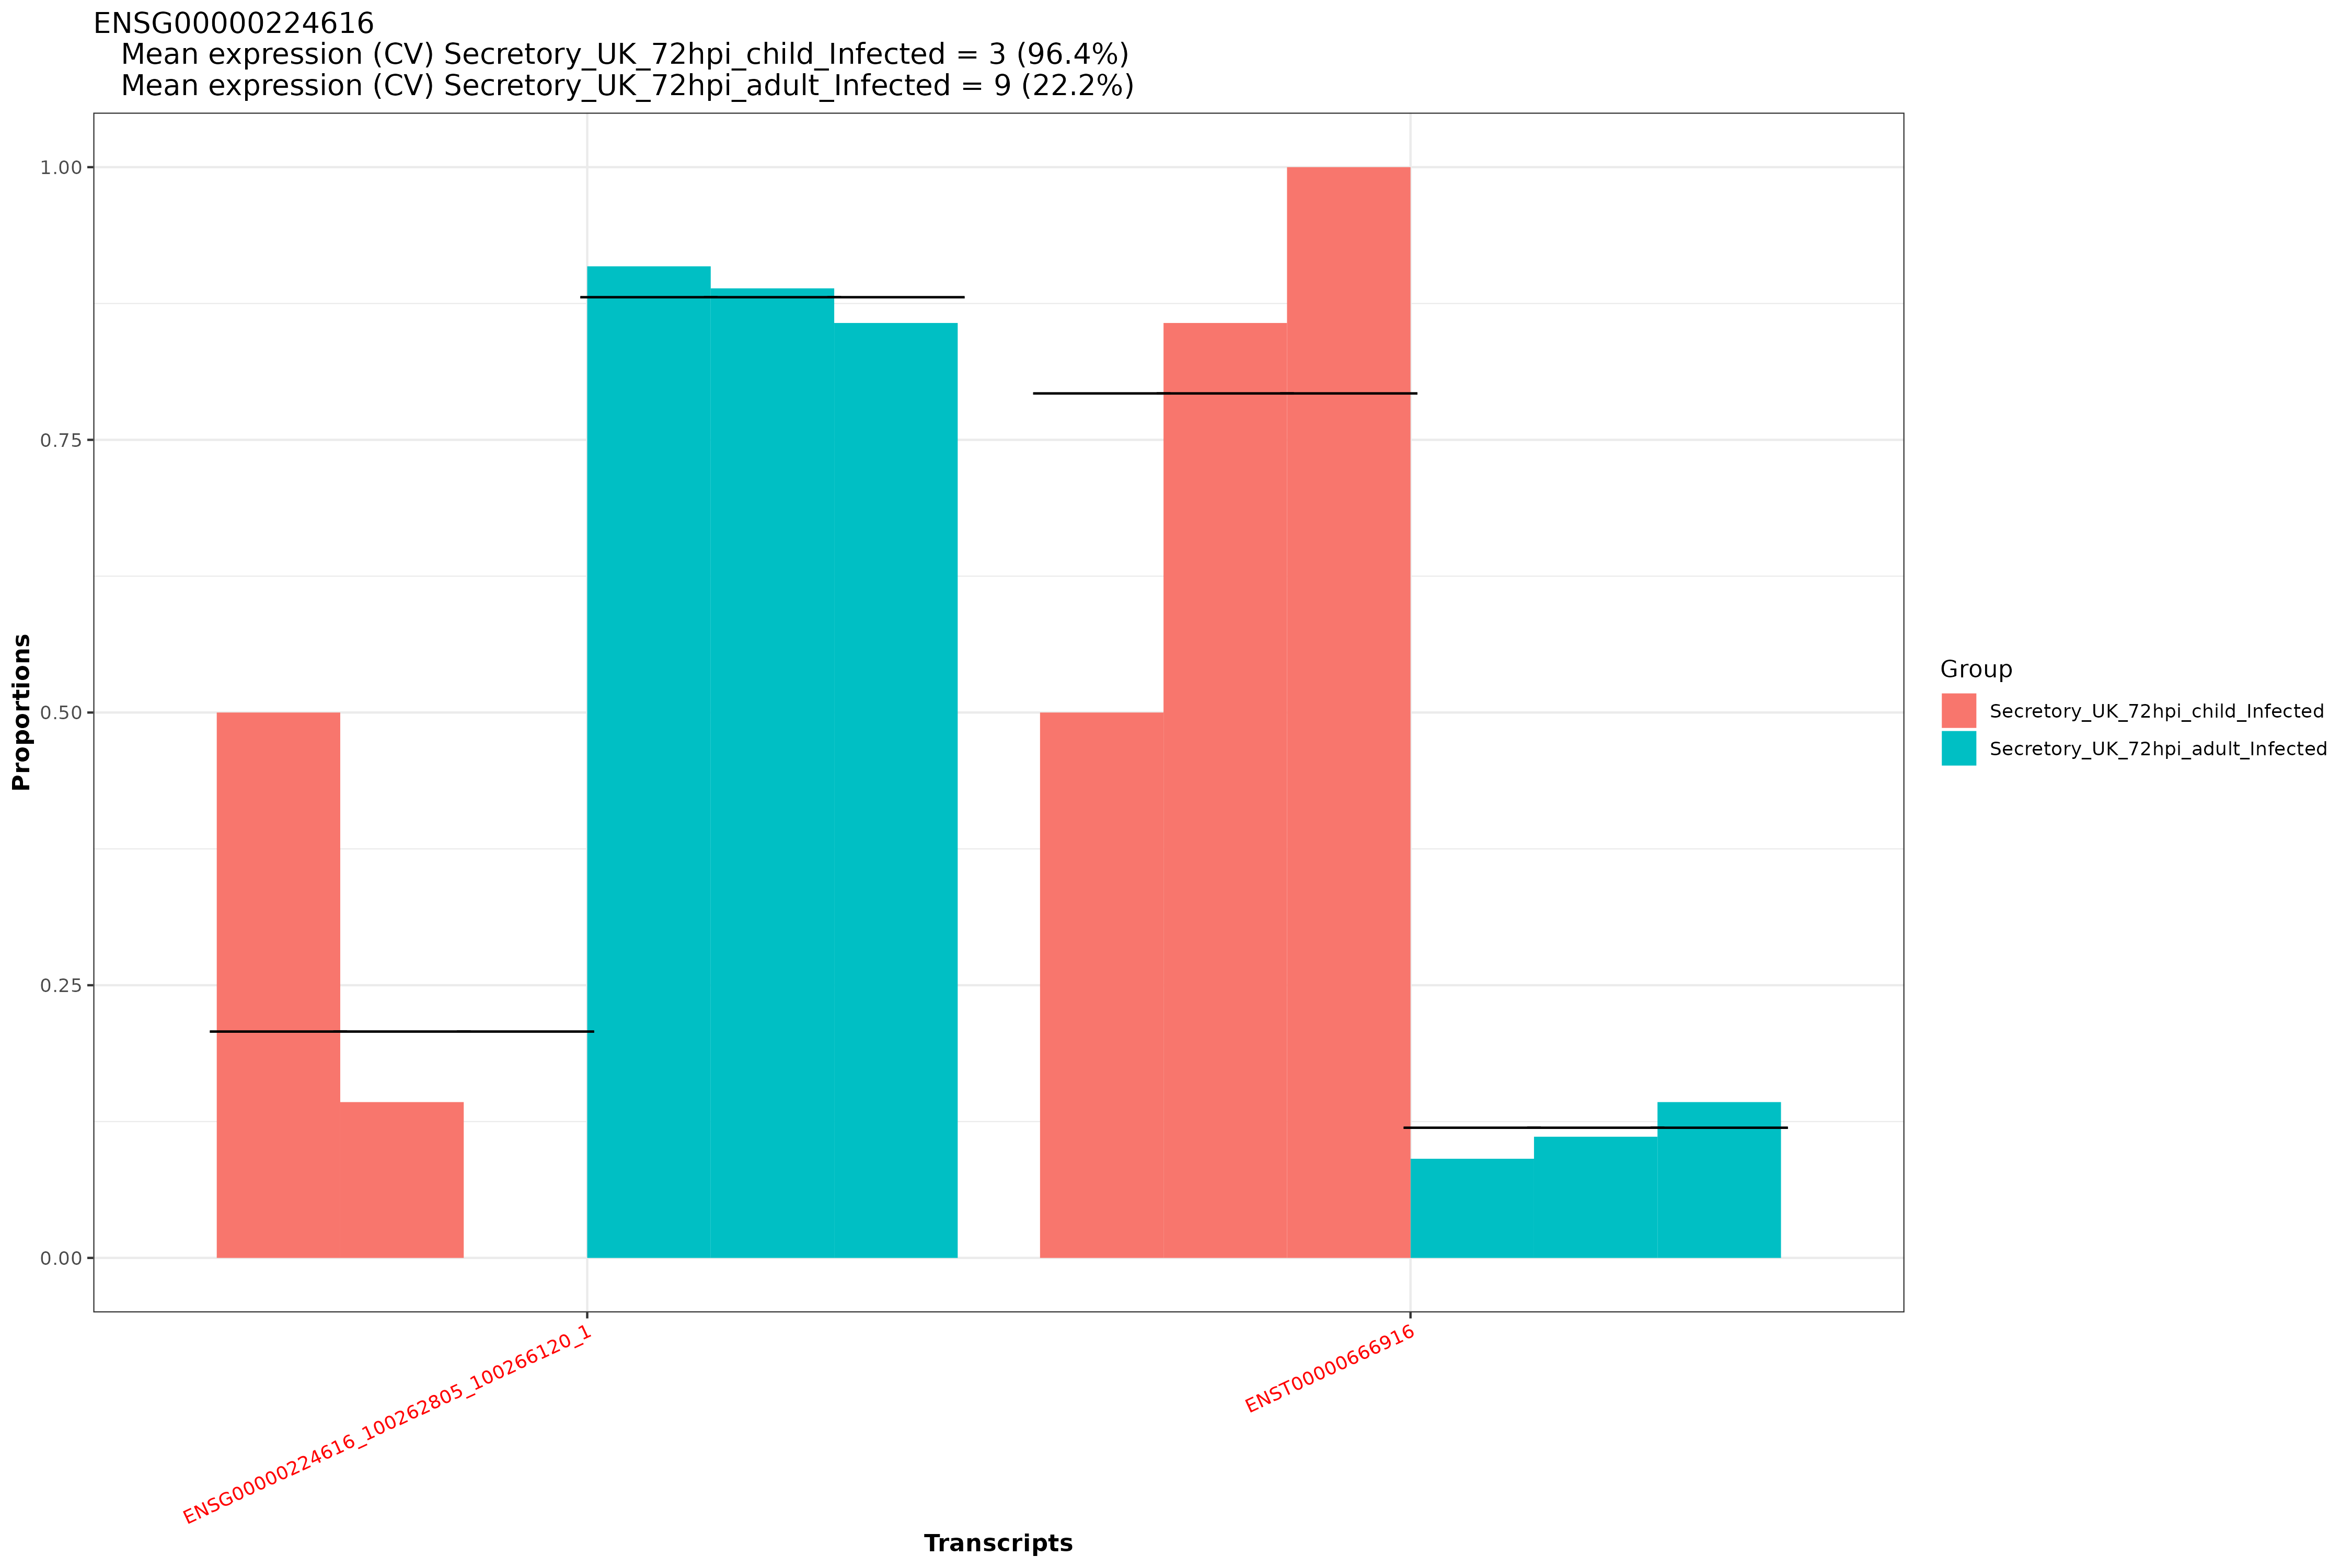 ENSG00000224616
Mean expression (CV) Secretory_UK_72hpi_child_Infected = 3 (96.4%)
Mean expression (CV) Secretory_UK_72hpi_adult_Infected = 9 (22.2%)
1.00
0.75
0.50
0.25
0.00
Proportions
ENSG00000224616_100262805_100266120_1
ENST00000666916
Transcripts
Group
Secretory_UK_72hpi_child_Infected
Secretory_UK_72hpi_adult_Infected